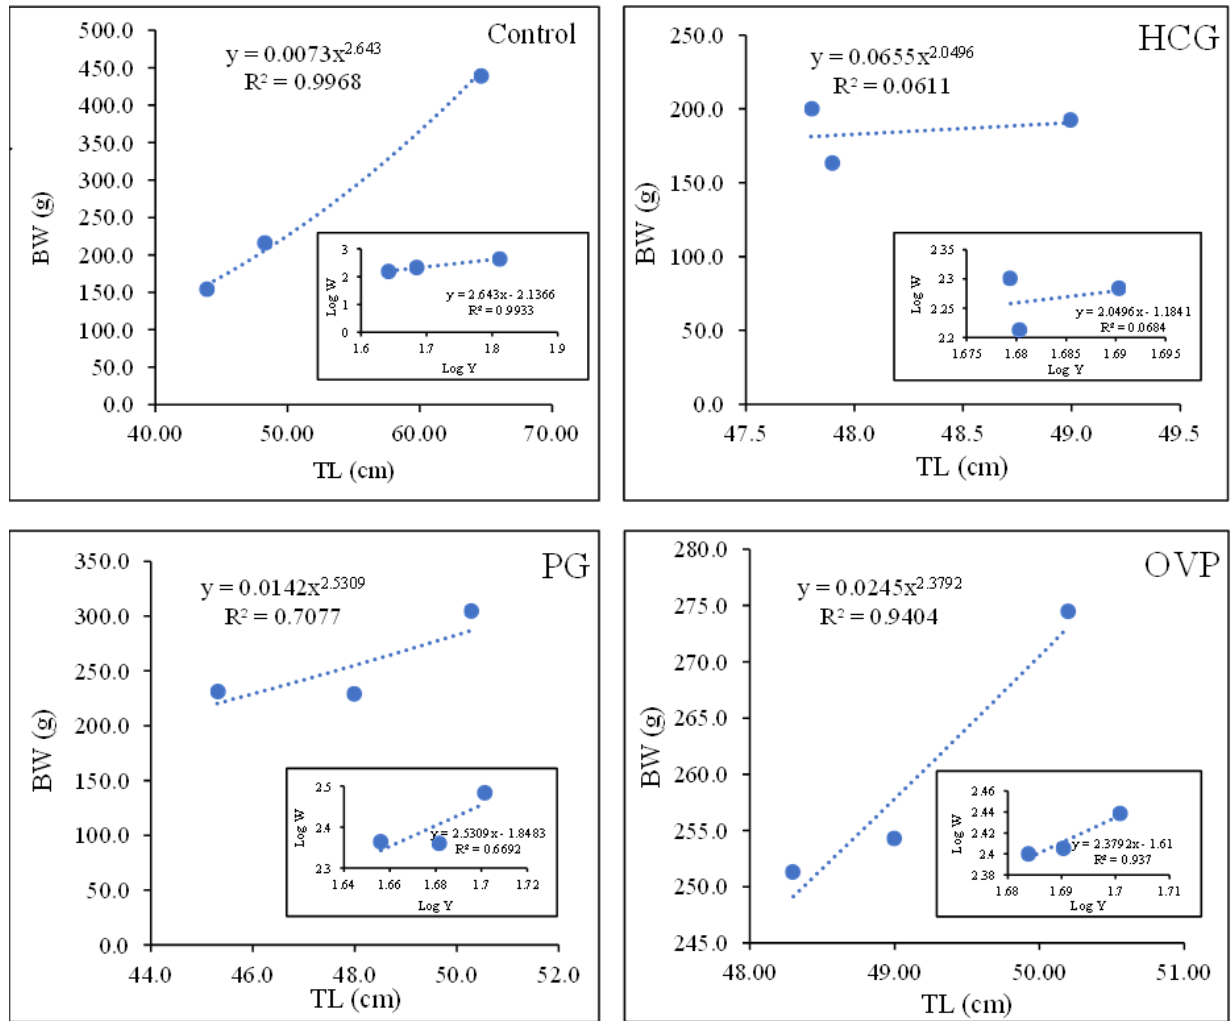 Control
y = 0.0073x^2.643
R² = 0.9968
500.0
450.0
400.0
350.0
300.0
250.0
200.0
150.0
100.0
50.0
0.0
BW (g)
40.00 50.00 60.00 70.00
TL (cm)
3
2
1
0
Log W
y = 2.643x - 2.1366
R² = 0.9933
1.6 1.7 1.8 1.9
Log Y
HCG
y = 0.0655x^2.0496
R² = 0.0611
250.0
200.0
150.0
100.0
50.0
0.0
BW (g)
47.5 48.0 48.5 49.0 49.5
TL (cm)
2.35
2.3
2.25
2.2
Log W
y = 2.0496x - 1.1841
R² = 0.0684
1.675 1.68 1.685 1.69 1.695
Log Y
PG
y = 0.0142x^2.5309
R² = 0.7077
350.0
300.0
250.0
200.0
150.0
100.0
50.0
0.0
BW (g)
44.0 46.0 48.0 50.0 52.0
TL (cm)
2.5
2.4
2.3
Log W
y = 2.5309x - 1.8483
R² = 0.6692
1.64 1.66 1.68 1.7 1.72
Log Y
OVP
y = 0.0245x^2.3792
R² = 0.9404
280.0
275.0
270.0
265.0
260.0
255.0
250.0
245.0
BW (g)
48.00 49.00 50.00 51.00
TL (cm)
2.46
2.44
2.42
2.4
2.38
Log W
y = 2.3792x - 1.61
R² = 0.937
1.68 1.69 1.7 1.71
Log Y